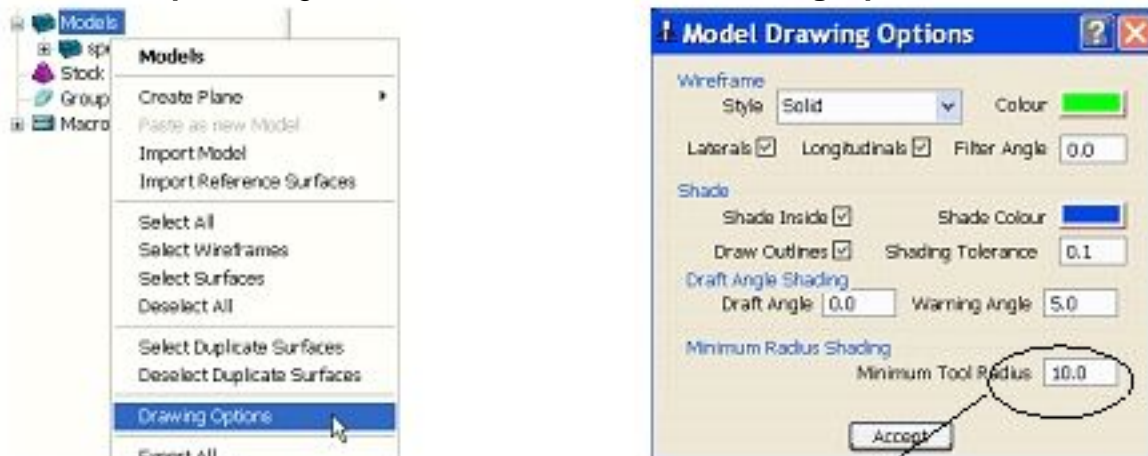 Models
Stock
Group
Macro
Models
Create Plane
Paste as new Model
Import Model
Import Reference Surfaces
Select All
Select Wireframes
Select Surfaces
Deselect All
Select Duplicate Surfaces
Deselect Duplicate Surfaces
Drawing Options
Model Drawing Options
Wireframe
Style Solid Colour
Laterals Longitudinals Filter Angle 0.0
Shade
Shade Inside Shade Colour
Draw Outlines Shading Tolerance 0.1
Draft Angle Shading
Draft Angle 0.0 Warning Angle 5.0
Minimum Radius Shading
Minimum Tool Radius 10.0
Accept